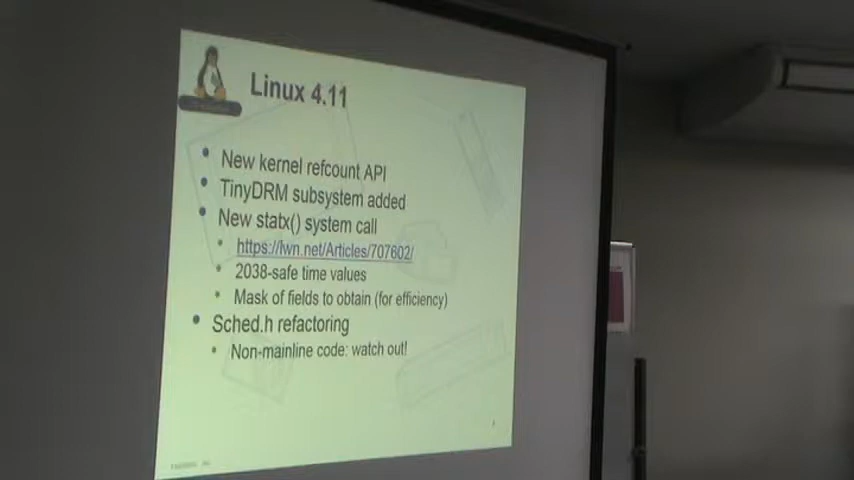 Linux 4.11
New kernel refcount API
TinyDRM subsystem added
New statx() system call
https://lwn.net/Articles/707602/
2038-safe time values
Mask of fields to obtain (for efficiency)
Sched.h refactoring
Non-mainline code: watch out!